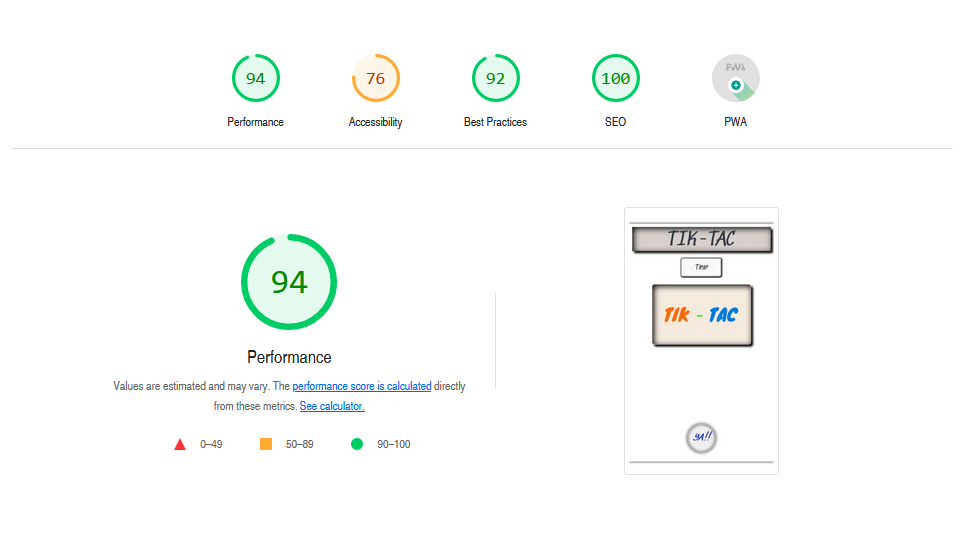 94
76
92
100
PWA
Performance
Accessibility
Best Practices
SEO
PWA
94
Performance
Values are estimated and may vary. The performance score is calculated directly
from these metrics. See calculator.
0–49
50–89
90–100
TIK-TAC
Timer
TIK - TAC
YA!!